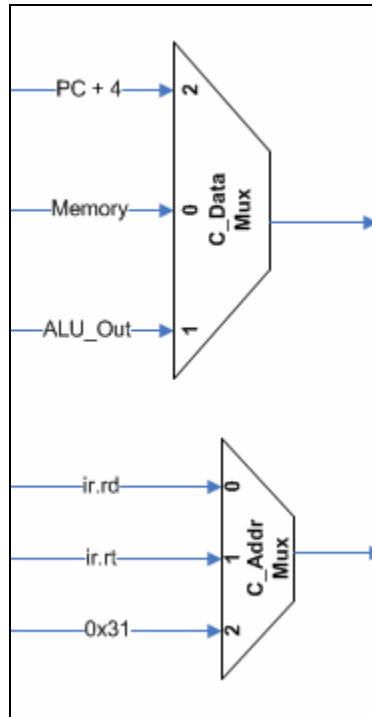 PC + 4
2
Memory
0
C_Data
Mux
ALU_Out
1
ir.rd
0
ir.rt
1
C_Addr
Mux
0x31
2